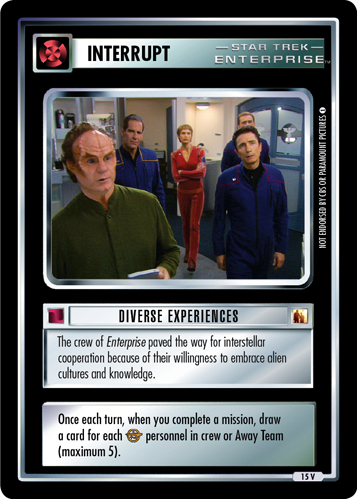 INTERRUPT
STAR TREK
ENTERPRISE™
NOT ENDORSED BY CBS OR PARAMOUNT PICTURES
DIVERSE EXPERIENCES
The crew of Enterprise paved the way for interstellar
cooperation because of their willingness to embrace alien
cultures and knowledge.
Once each turn, when you complete a mission, draw
a card for each personnel in crew or Away Team
(maximum 5).
15 V